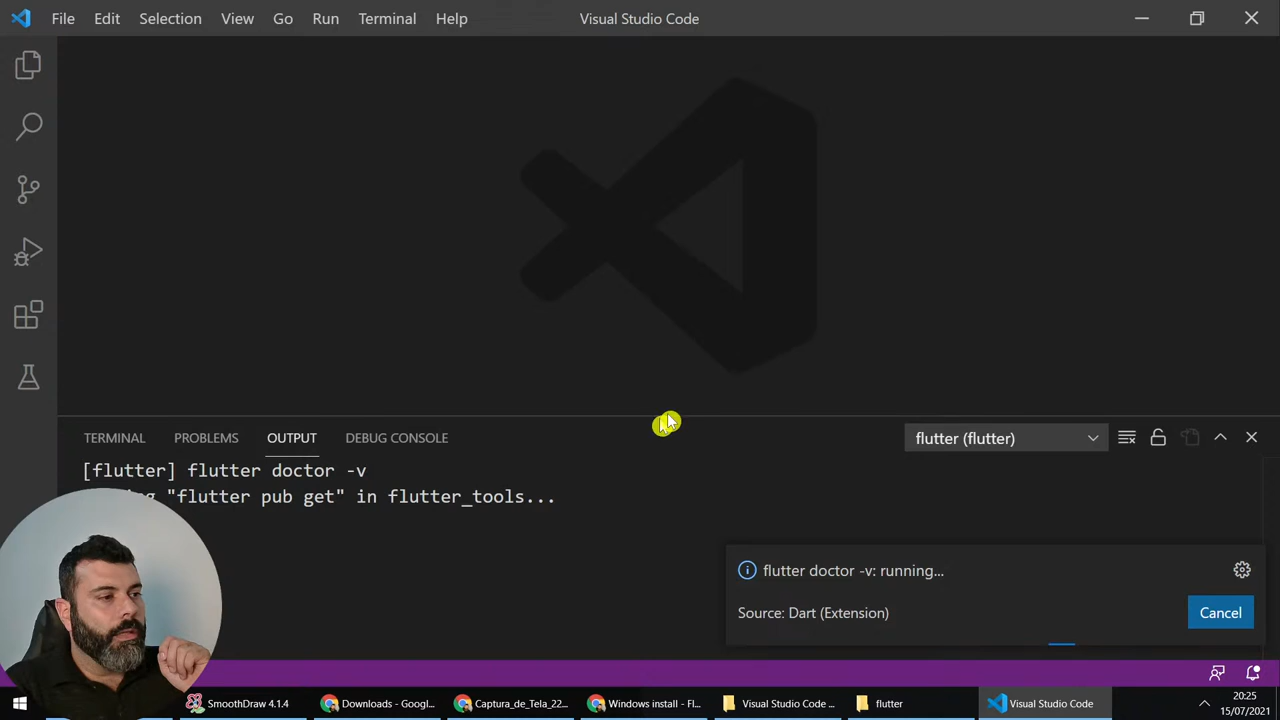 File Edit Selection View Go Run Terminal Help Visual Studio Code
TERMINAL PROBLEMS OUTPUT DEBUG CONSOLE flutter (flutter)
[flutter] flutter doctor -v
"flutter pub get" in flutter_tools...
flutter doctor -v: running...
Source: Dart (Extension) Cancel
SmoothDraw 4.1.4 Downloads - Googl... Captura_de_Tela_22... Windows install - Fl... Visual Studio Code ... flutter Visual Studio Code 20:25
15/07/2021